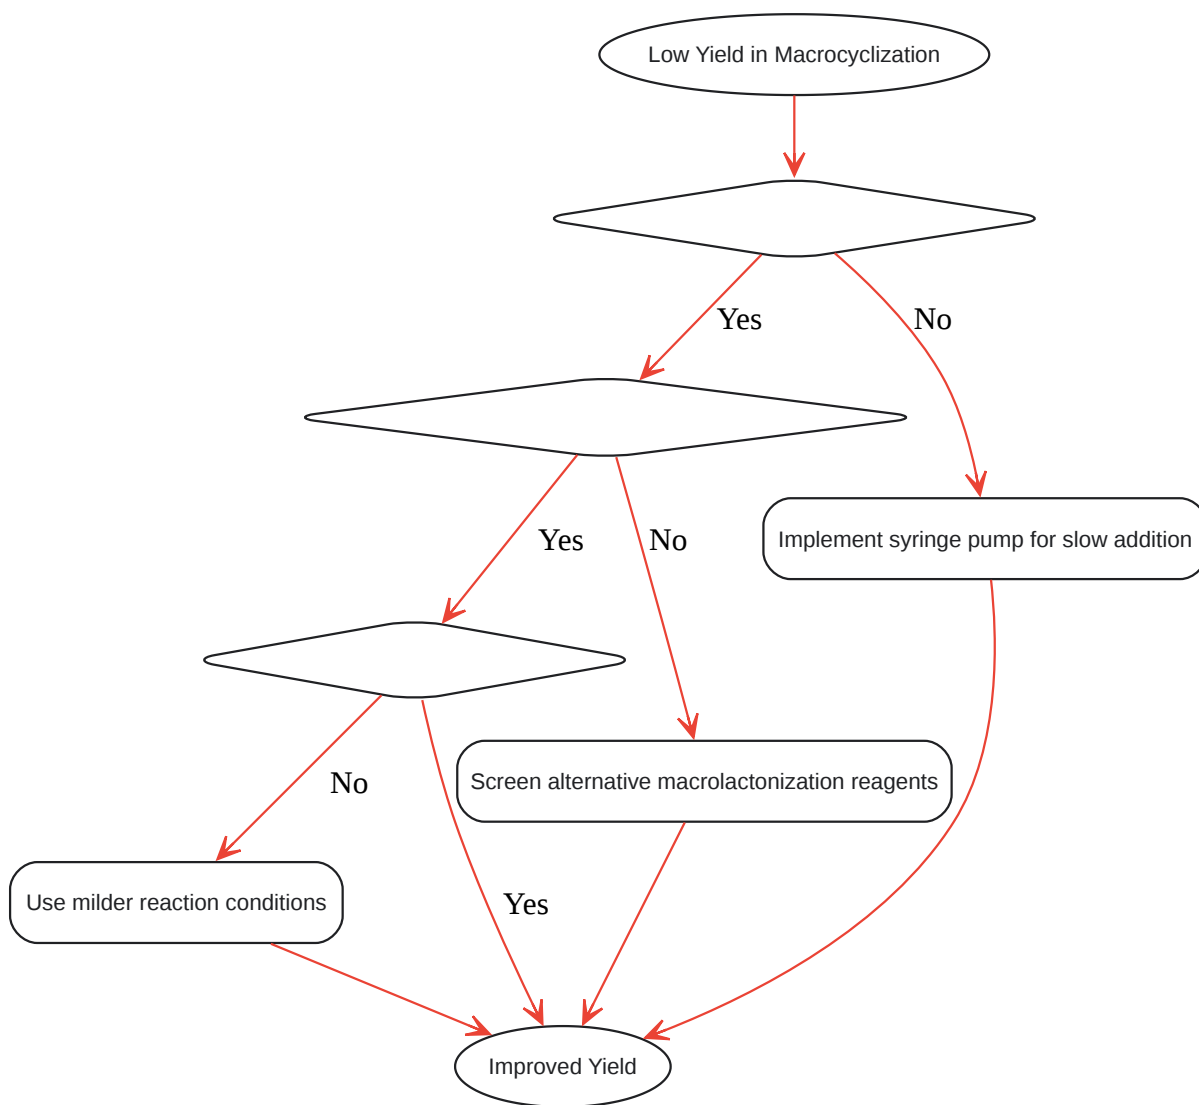 Low Yield in Macrocyclization
Yes
No
Yes
No
Implement syringe pump for slow addition
No
Screen alternative macrolactonization reagents
Use milder reaction conditions
Yes
Improved Yield